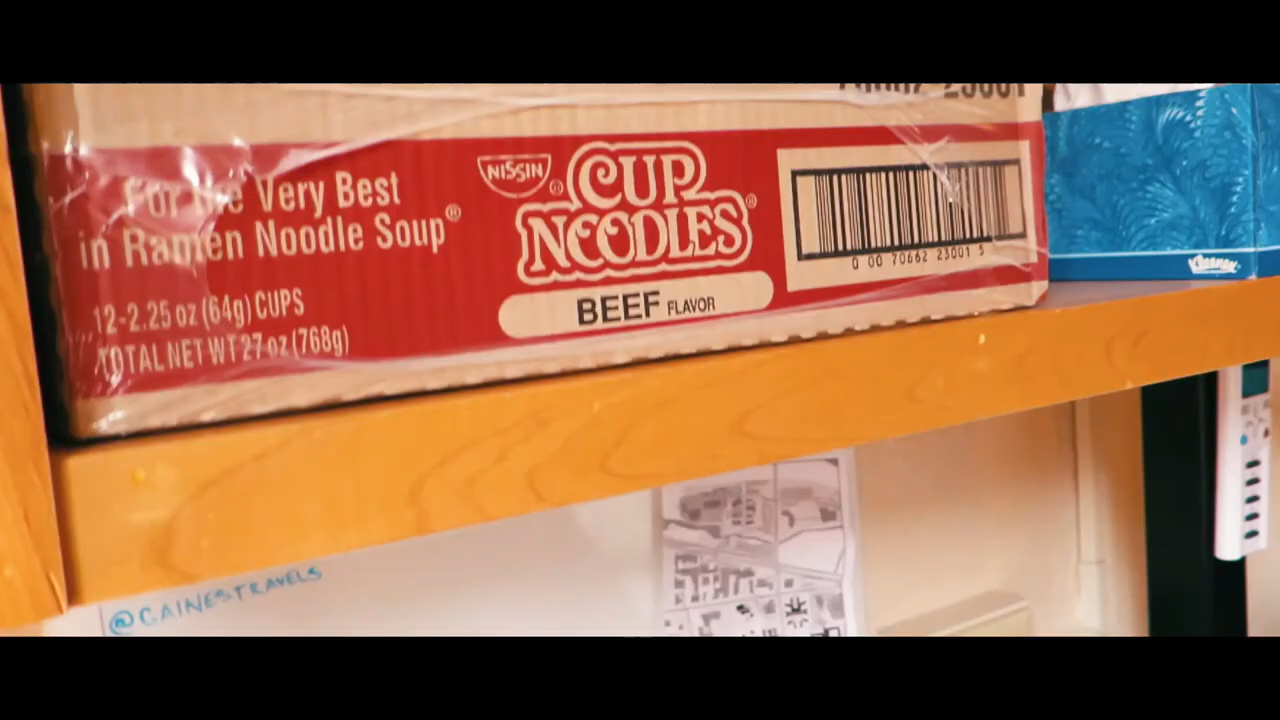 For the Very Best
in Ramen Noodle Soup®
12-2.25 oz (64g) CUPS
TOTAL NET WT 27 oz (768g)
NISSIN
®
CUP
NOODLES®
BEEF FLAVOR
0 00 70662 23001 5
Kleenex
@CAINESTRAVELS